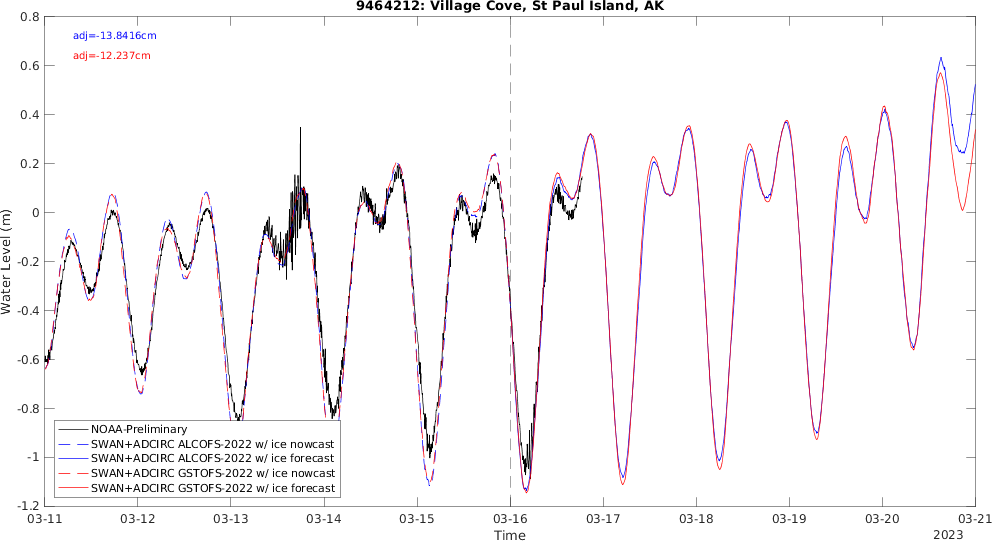 9464212: Village Cove, St Paul Island, AK
adj=-13.8416cm
adj=-12.237cm
0.8
0.6
0.4
0.2
0
-0.2
-0.4
-0.6
-0.8
-1
-1.2
Water Level (m)
NOAA-Preliminary
SWAN+ADCIRC ALCOFS-2022 w/ ice nowcast
SWAN+ADCIRC ALCOFS-2022 w/ ice forecast
SWAN+ADCIRC GSTOFS-2022 w/ ice nowcast
SWAN+ADCIRC GSTOFS-2022 w/ ice forecast
03-11 03-12 03-13 03-14 03-15 03-16 03-17 03-18 03-19 03-20 03-21
Time
2023